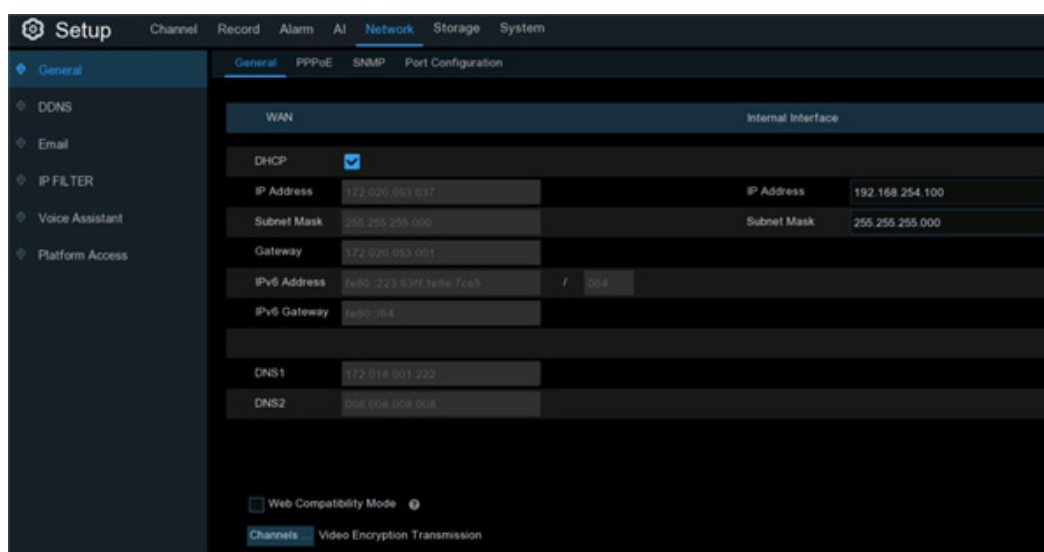 Setup Channel Record Alarm AI Network Storage System
General
General PPPoE SNMP Port Configuration
DDNS
WAN Internal Interface
Email
DHCP
IP FILTER
IP Address 172.020.053.037 IP Address 192.168.254.100
Voice Assistant
Subnet Mask 255.255.255.000 Subnet Mask 255.255.255.000
Platform Access
Gateway 172.020.053.001
IPv6 Address / 064
IPv6 Gateway fe80::/64
DNS1 172.018.001.222
DNS2 008.008.008.008
Web Compatibility Mode
Channels ... Video Encryption Transmission